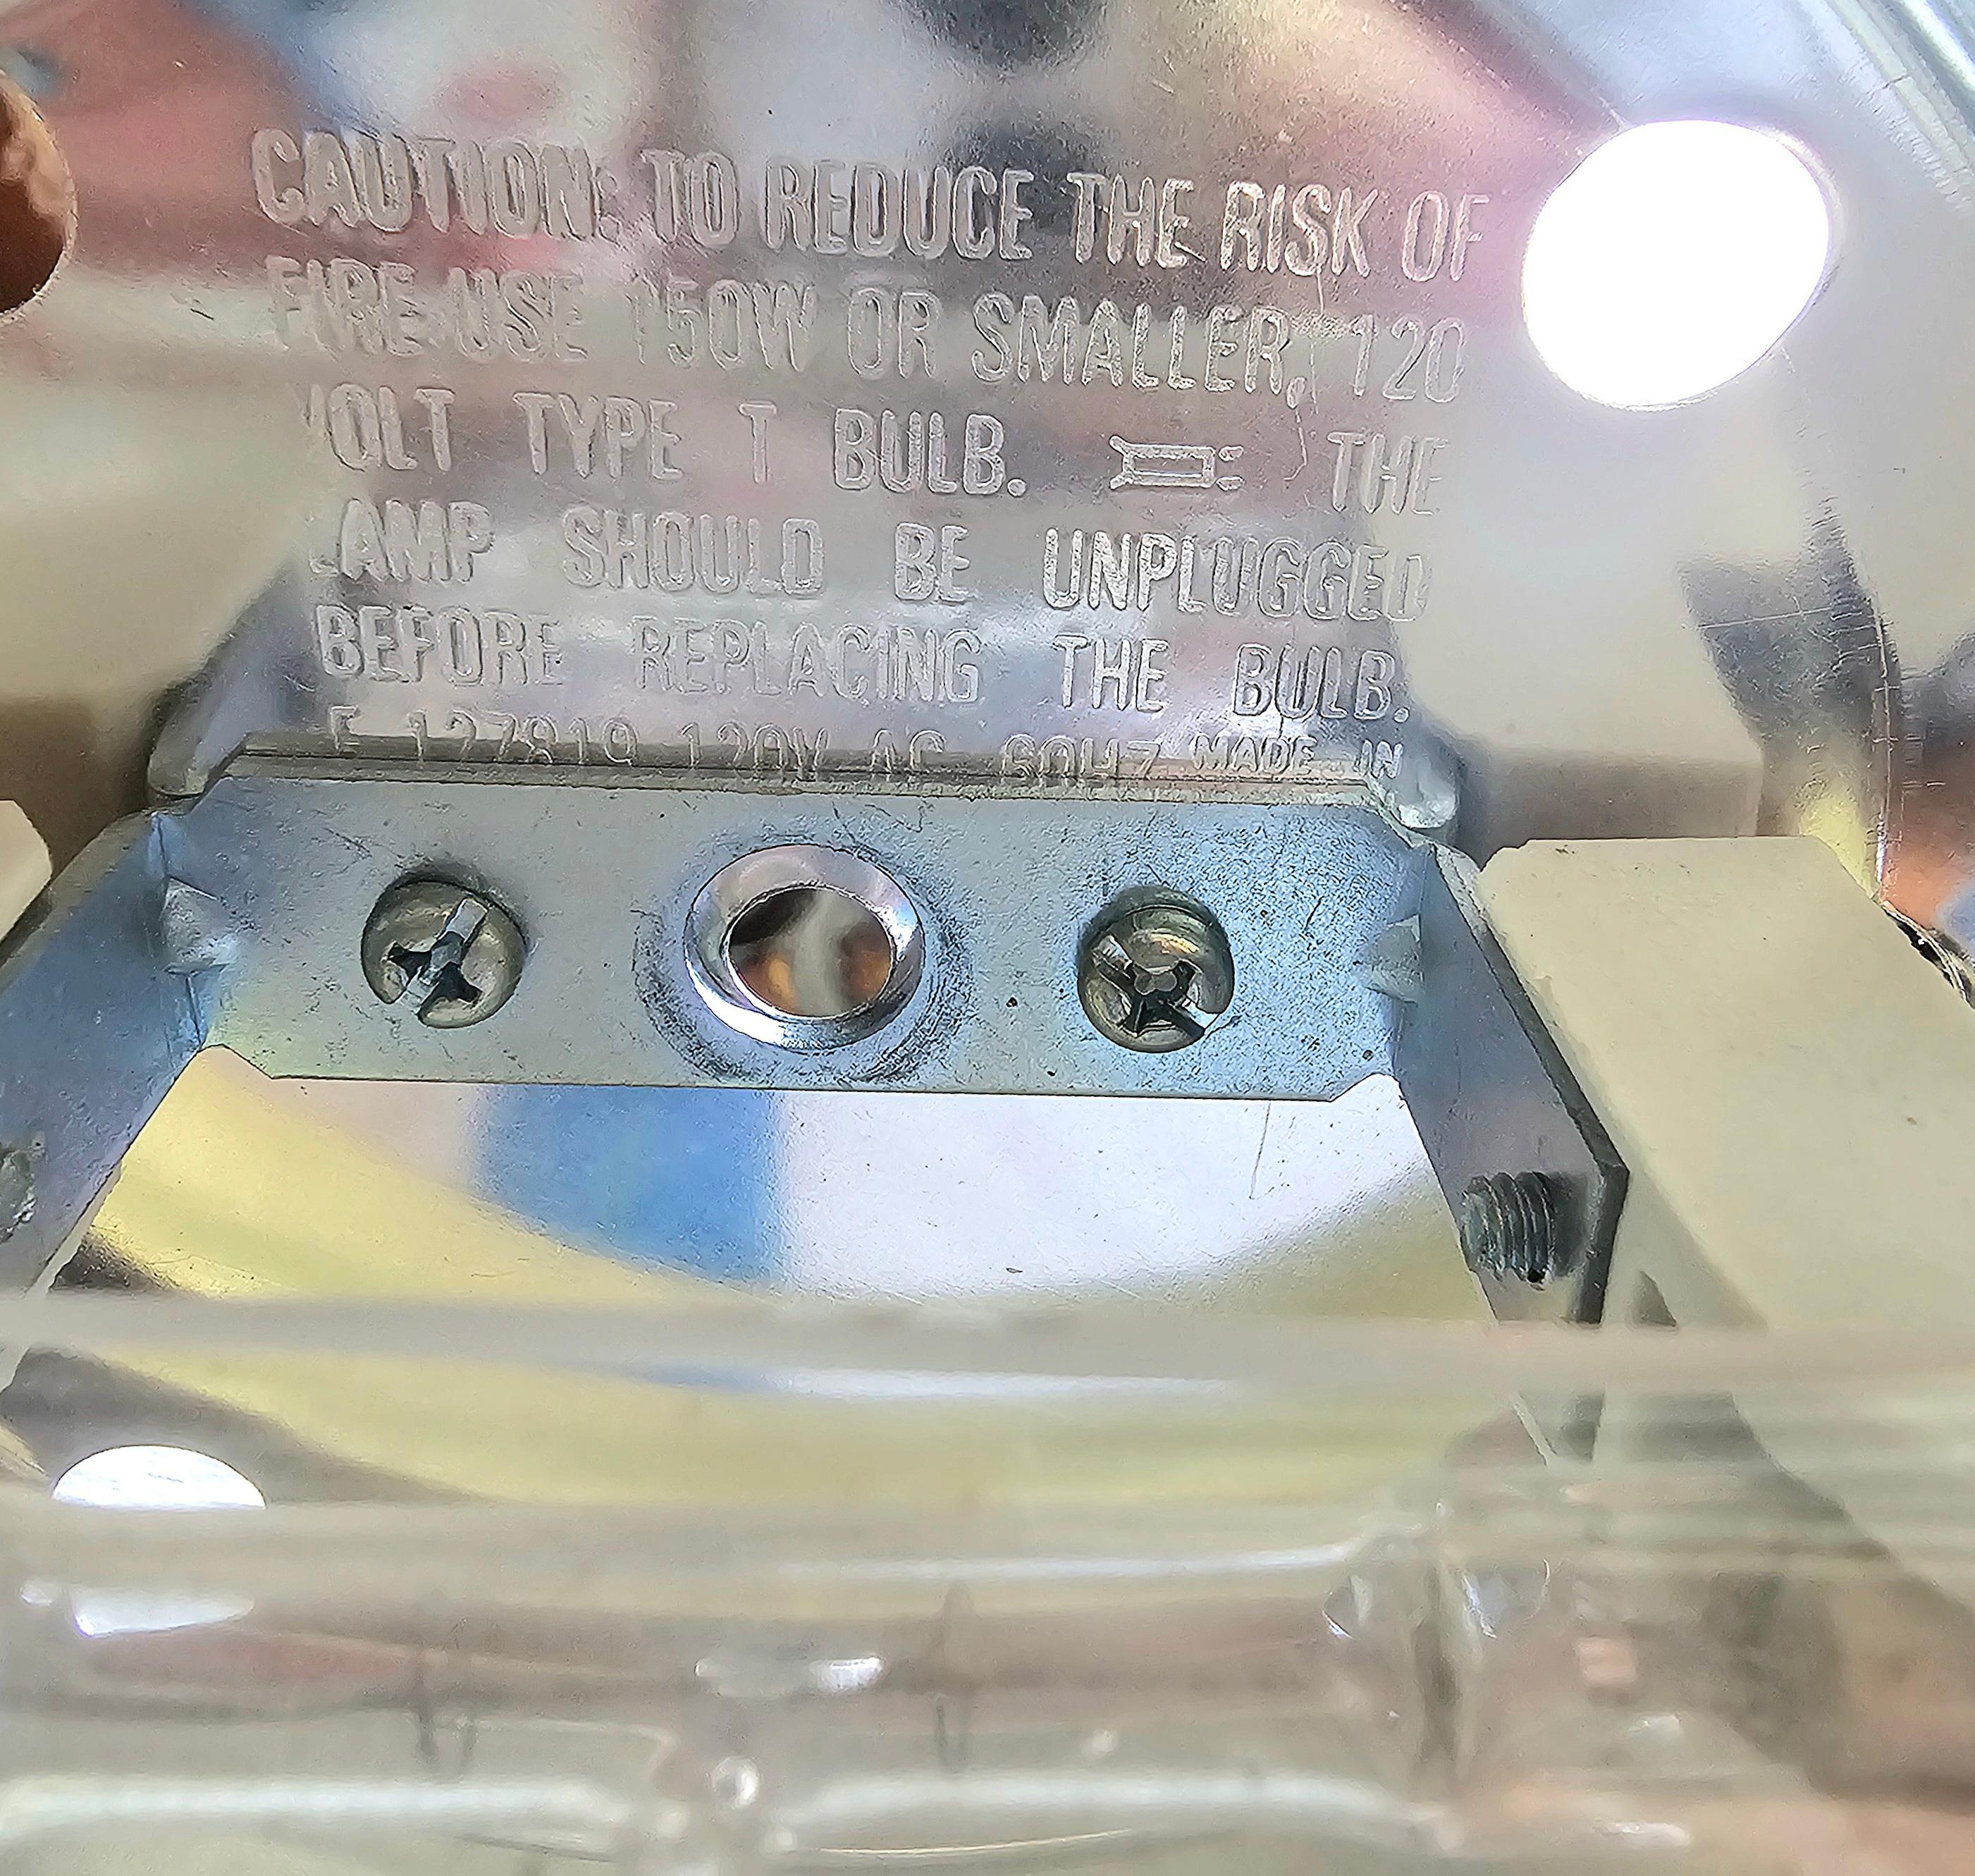 CAUTION: TO REDUCE THE RISK OF
FIRE USE 150W OR SMALLER, 120
VOLT TYPE T BULB. THE
LAMP SHOULD BE UNPLUGGED
BEFORE REPLACING THE BULB.
E 127819 120V AC 60HZ MADE IN